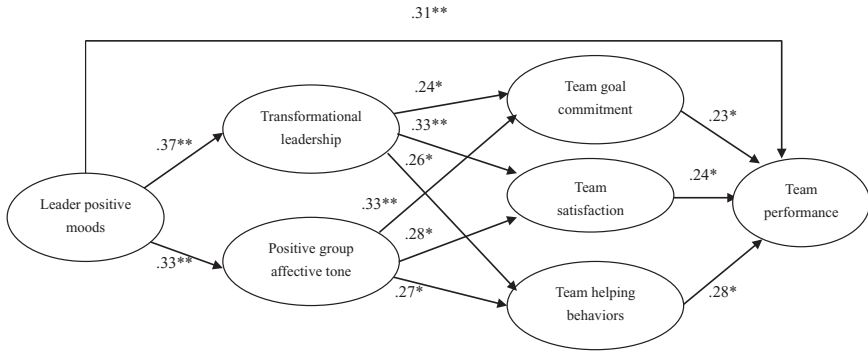 .31**
Team goal
commitment
.24*
Transformational
leadership
.23*
.33**
.37**
.26*
Leader positive
moods
Team
satisfaction
.24*
Team
performance
.33**
.28*
Positive group
affective tone
.33**
.27*
Team helping
behaviors
.28*